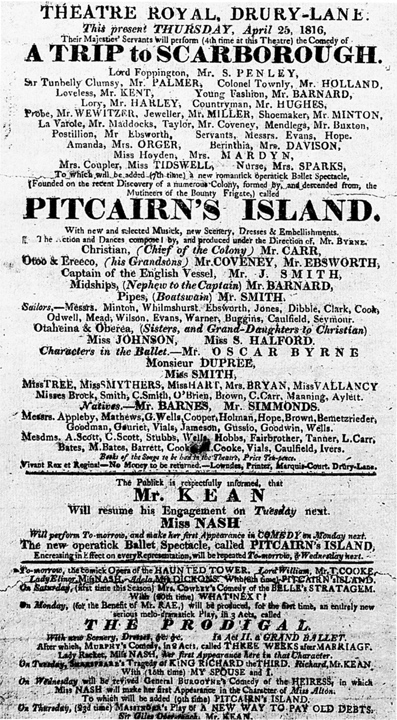 THEATRE ROYAL, DRURY-LANE.
This present THURSDAY, April 25, 1816,
Their Majesties' Servants will perform (4th time at this Theatre) the Comedy of
A TRIP to SCARBOROUGH.
Lord Foppington, Mr. S. PENLEY,
Sir Tunbelly Clumsy, Mr. PALMER, Colonel Townly, Mr. HOLLAND,
Loveless, Mr. KENT, Young Fashion, Mr. BARNARD,
Lory, Mr. HARLEY, Countryman, Mr. HUGHES,
Probe, Mr. WEWITZER, Jeweller, Mr. MILLER, Shoemaker, Mr. MINTON,
La Varole, Mr. Maddocks, Taylor, Mr. Coveney, Mendlegs, Mr. Buxton,
Postillion, Mr Ebsworth, Servants, Messrs. Evans, Hope.
Amanda, Mrs. ORGER, Berinthia, Mrs. DAVISON,
Miss Hoyden, Mrs. MARDYN,
Mrs. Coupler, Miss TIDSWELL, Nurse, Mrs. SPARKS,
To which will be added (7th time) a new romantick operatick Ballet Spectacle,
(Founded on the recent Discovery of a numerous Colony, formed by, and descended from, the
Mutineers of the Bounty Frigate,) called
PITCAIRN'S ISLAND.
With new and selected Musick, new Scenery, Dresses & Embellishments.
The Action and Dances composed by, and produced under the Direction of, Mr. BYRNE.
Christian, (Chief of the Colony) Mr. CARR,
Otoo & Ereeco, (his Grandsons) Mr. COVENEY, Mr. EBSWORTH,
Captain of the English Vessel, Mr. J. SMITH,
Midships, (Nephew to the Captain) Mr. BARNARD,
Pipes, (Boatswain) Mr. SMITH.
Sailors,—Messrs. Minton, Whilmshurst, Ebsworth, Jones, Dibble, Clark, Cook,
Odwell, Mead, Wilson, Evans, Warner, Buggins, Caulfield, Seymour.
Otaheina & Oberea, (Sisters, and Grand-Daughters to Christian)
Miss JOHNSON, Miss S. HALFORD.
Characters in the Ballet.—Mr. OSCAR BYRNE
Monsieur DUPREE,
Miss SMITH,
Miss TREE, Miss SMYTHERS, Miss HART, Mrs. BRYAN, Miss VALLANCY
Misses Brock, Smith, C. Smith, O'Brien, Brown, C. Carr, Manning, Aylett.
Natives.—Mr. BARNES, Mr. SIMMONDS.
Messrs. Appleby, Mathews, G. Wells, Cooper, Holman, Hope, Brown, Bemetzrieder,
Goodman, Gouriet, Vials, Jameson, Gussio, Goodwin, Wells.
Mesdms. A. Scott, C. Scott, Stubbs, Wells, Hobbs, Fairbrother, Tanner, L. Carr,
Bates, M. Bates, Barrett, Cooke, Vials, Caulfield, Ivers.
Books of the Songs to be had in the Theatre, Price Ten-pence.
Vivant Rex et Regina!—No Money to be returned.—Lowndes, Printer, Marquis-Court, Drury-Lane.
The Publick is respectfully informed, that
Mr. KEAN
Will resume his Engagement on Tuesday next.
Miss NASH
Will perform To-morrow, and make her first Appearance in COMEDY on Monday next.
The new operatick Ballet Spectacle, called PITCAIRN'S ISLAND,
Encreasing in Effect on every Representation, will be repeated To-morrow, & Wednesday next.
To-morrow, the comick Opera of the HAUNTED TOWER. Lord William, Mr. T. COOKE,
Lady Elinor, Miss NASH, Adela, Mrs DICKONS. With (8th time) PITCAIRN'S ISLAND.
On Saturday, (first time this Season) Mrs. COWLEY's Comedy of the BELLE'S STRATAGEM.
With (60th time) WHAT NEXT?
On Monday, (for the Benefit of Mr. RAE,) will be produced, for the first time, an entirely new
serious melo-dramatick Play, in 3 Acts, called
THE PRODIGAL
With new Scenery, Dresses, &c. &c. In Act II. a GRAND BALLET.
After which, MURPHY's Comedy, in 2 Acts, called THREE WEEKS after MARRIAGE.
Lady Racket, Miss NASH, her first Appearance here in that Character.
On Tuesday, SHAKSPEARE's Tragedy of KING RICHARD the THIRD. Richard, Mr. KEAN.
With (16th time) MY SPOUSE and I.
On Wednesday will be revived General BURGOYNE's Comedy of the HEIRESS, in which
Miss NASH will make her first Appearance in the Character of Miss Alton.
To which will be added (9th time) PITCAIRN'S ISLAND.
On Thursday, (23d time) MASSINGER's Play of A NEW WAY TO PAY OLD DEBTS.
Sir Giles Overreach, Mr. KEAN.